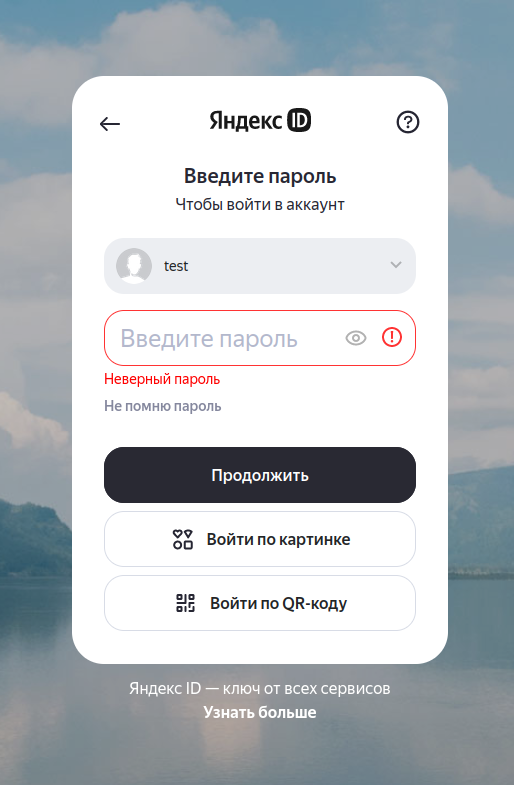 Яндекс ID
Введите пароль
Чтобы войти в аккаунт
test
Введите пароль
Неверный пароль
Не помню пароль
Продолжить
Войти по картинке
Войти по QR-коду
Яндекс ID — ключ от всех сервисов
Узнать больше